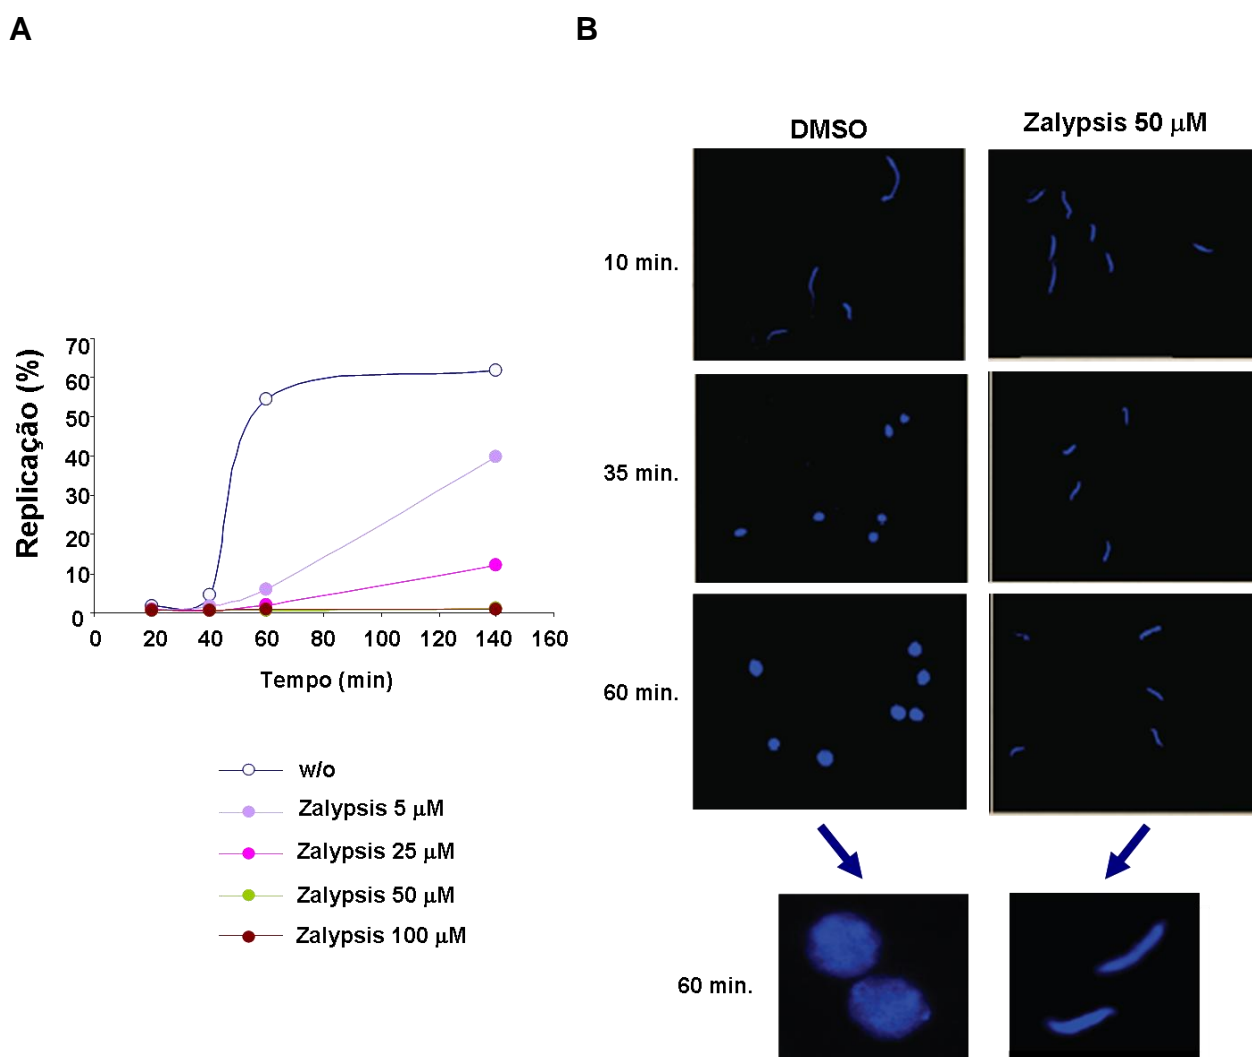 A
B
DMSO
Zalypsis 50 μM
10 min.
35 min.
60 min.
60 min.
Replicação (%)
70
60
50
40
30
20
10
0
0 20 40 60 80 100 120 140 160
Tempo (min)
w/o
Zalypsis 5 μM
Zalypsis 25 μM
Zalypsis 50 μM
Zalypsis 100 μM